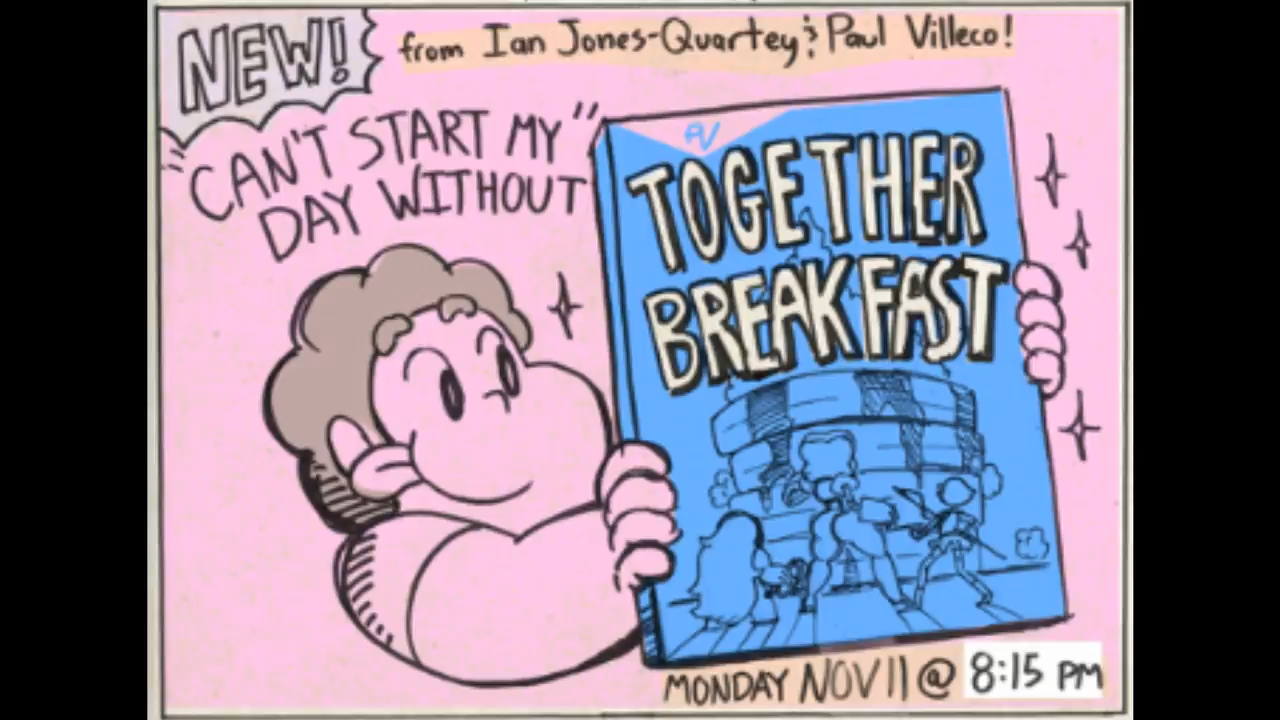 NEW!
from Ian Jones-Quartey & Paul Villeco!
"CAN'T START MY"
DAY WITHOUT
PV
TOGETHER
BREAKFAST
MONDAY NOV 11 @ 8:15 PM